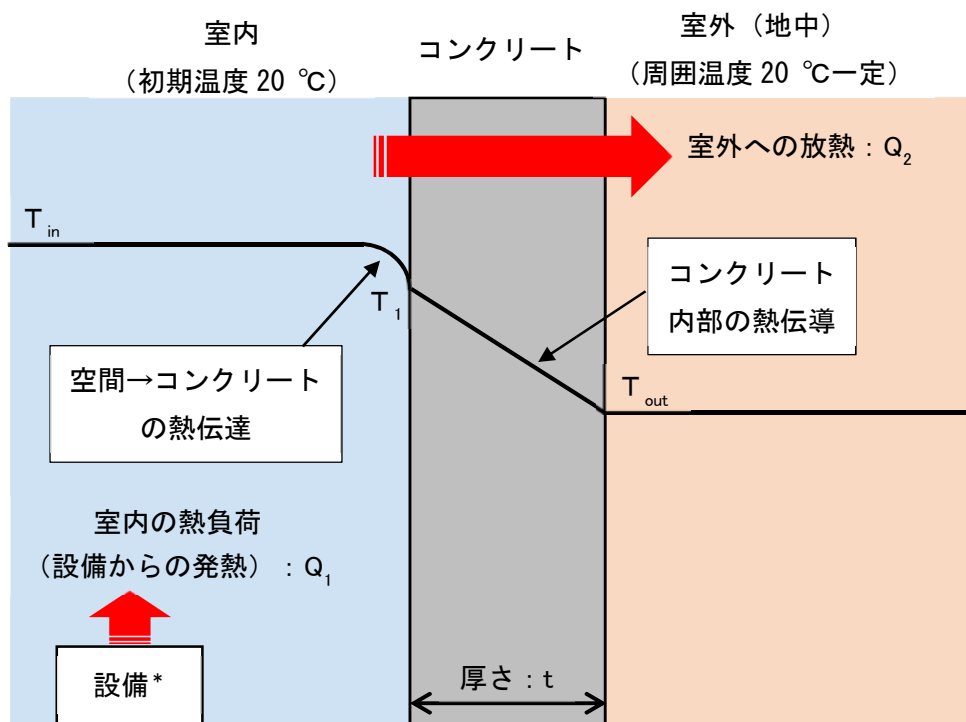 室内
（初期温度 20 ℃）
コンクリート
室外（地中）
（周囲温度 20 ℃一定）
室外への放熱：Q2
Tin
T1
コンクリート
内部の熱伝導
空間→コンクリート
の熱伝達
Tout
室内の熱負荷
（設備からの発熱）：Q1
設備*
厚さ：t